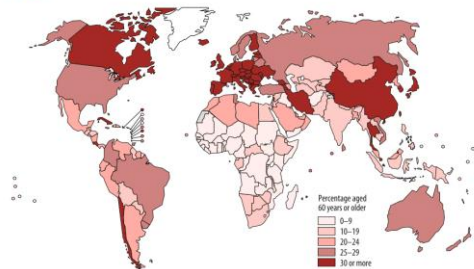 Percentage aged
60 years or older
0–9
10–19
20–24
25–29
30 or more